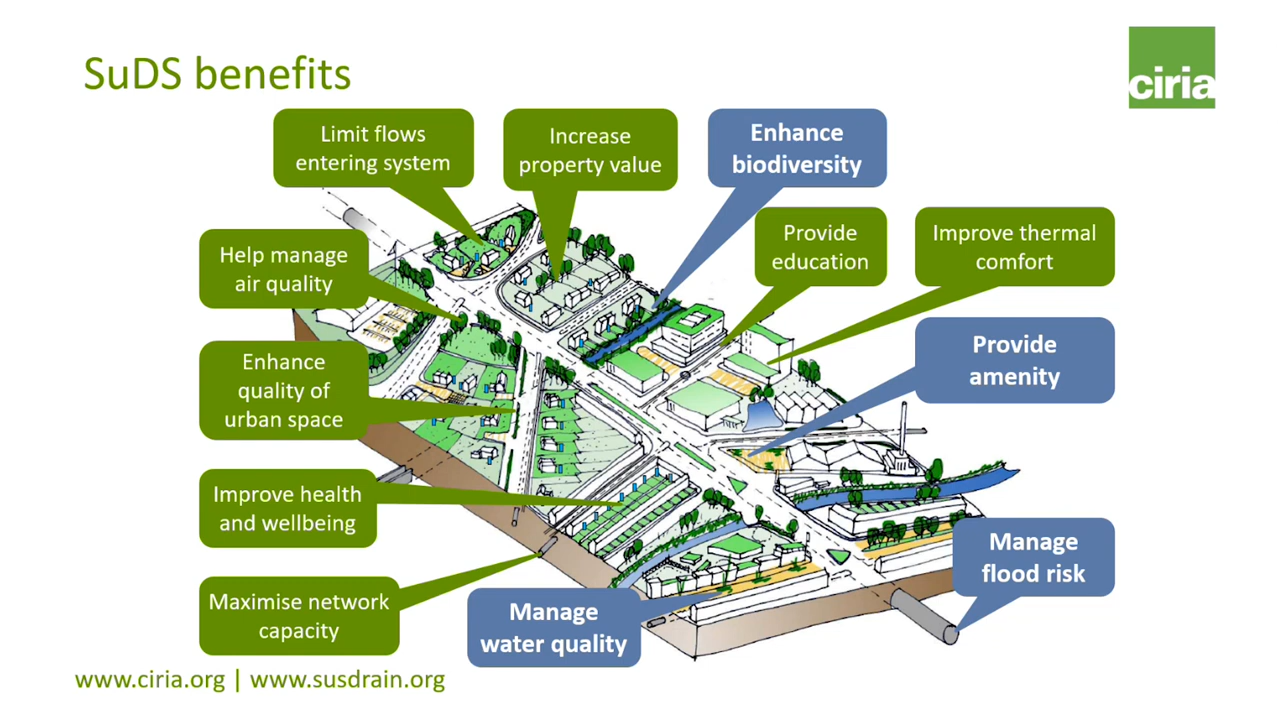 SuDS benefits
ciria
Limit flows
entering system
Increase
property value
Enhance
biodiversity
Help manage
air quality
Provide
education
Improve thermal
comfort
Enhance
quality of
urban space
Provide
amenity
Improve health
and wellbeing
Manage
flood risk
Maximise network
capacity
Manage
water quality
www.ciria.org | www.susdrain.org